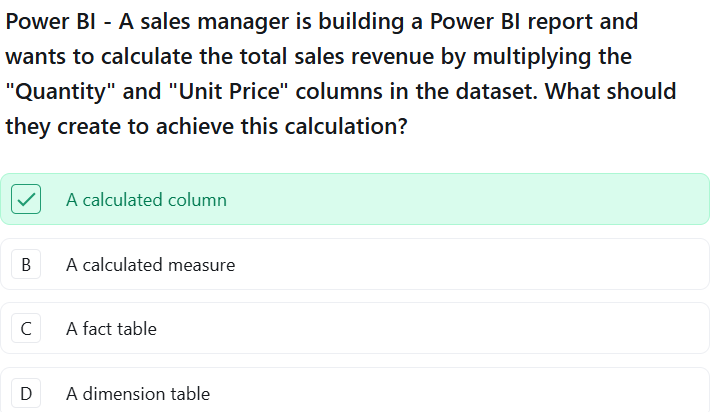 Power BI - A sales manager is building a Power BI report and
wants to calculate the total sales revenue by multiplying the
"Quantity" and "Unit Price" columns in the dataset. What should
they create to achieve this calculation?
A calculated column
B A calculated measure
C A fact table
D A dimension table